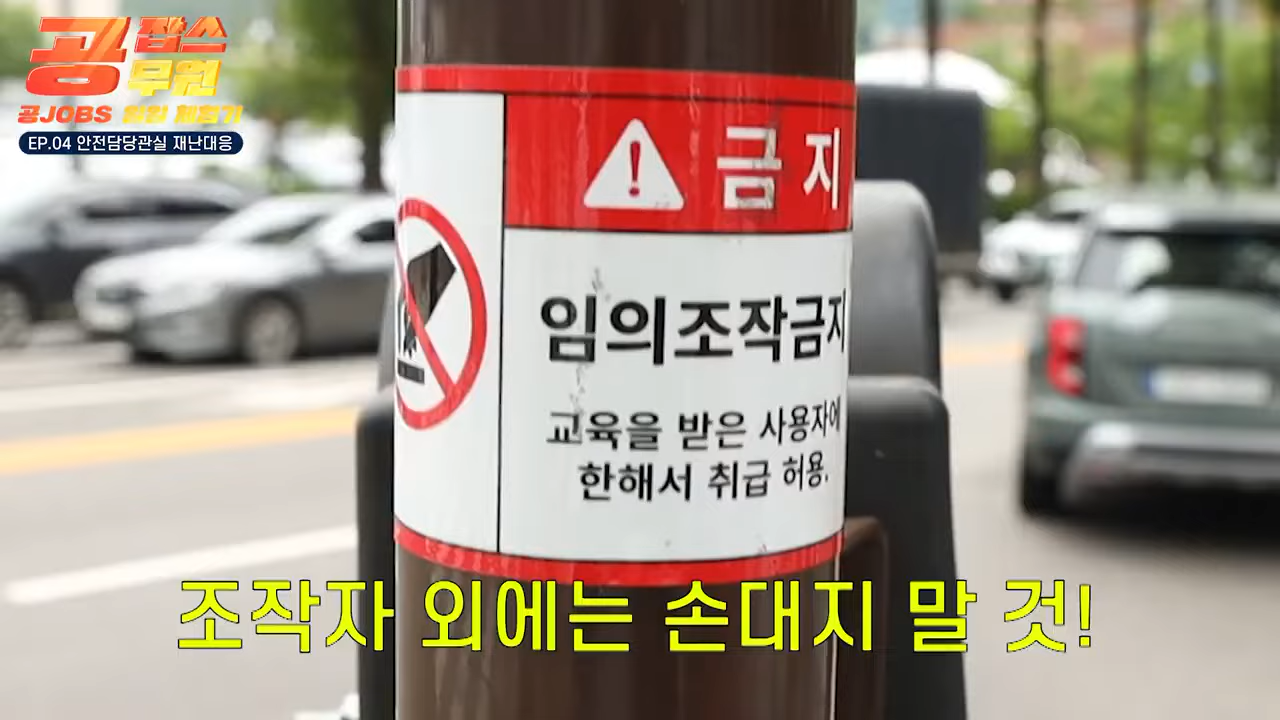 공잡스
무원
공JOBS 일일 체험기
EP.04 안전담당관실 재난대응
금지
임의조작금지
교육을 받은 사용자에
한해서 취급 허용.
조작자 외에는 손대지 말 것!